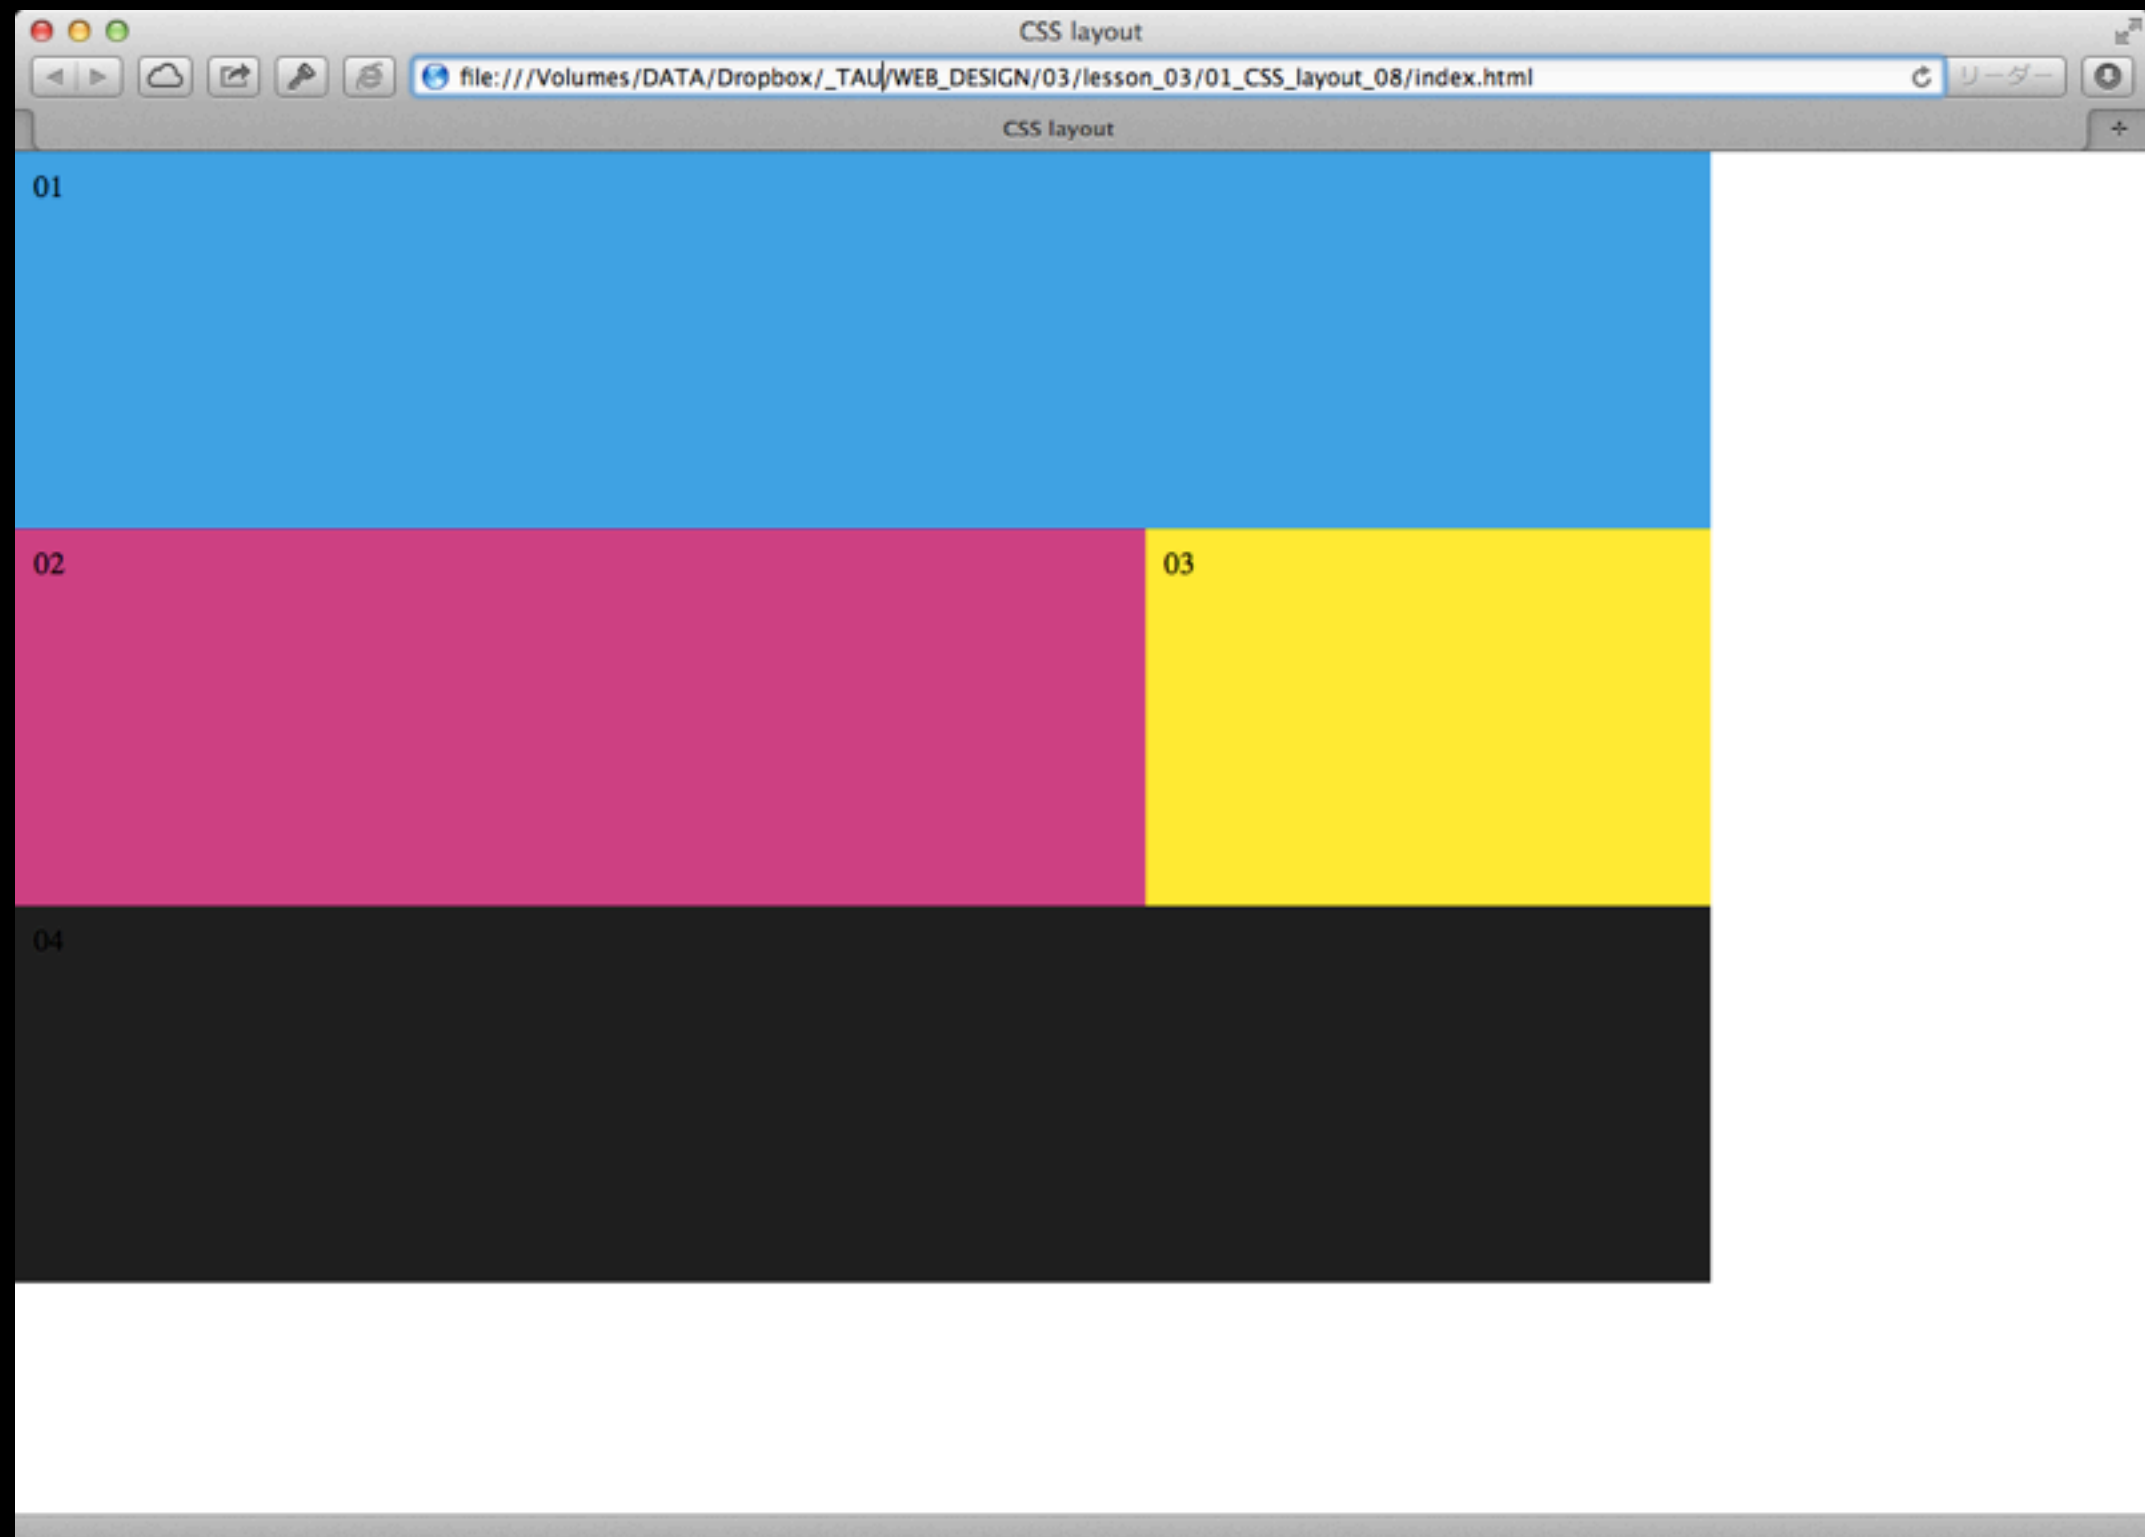 CSS layout
file:///Volumes/DATA/Dropbox/_TAU/WEB_DESIGN/03/lesson_03/01_CSS_layout_08/index.html
リーダー
CSS layout
01
02
03
04